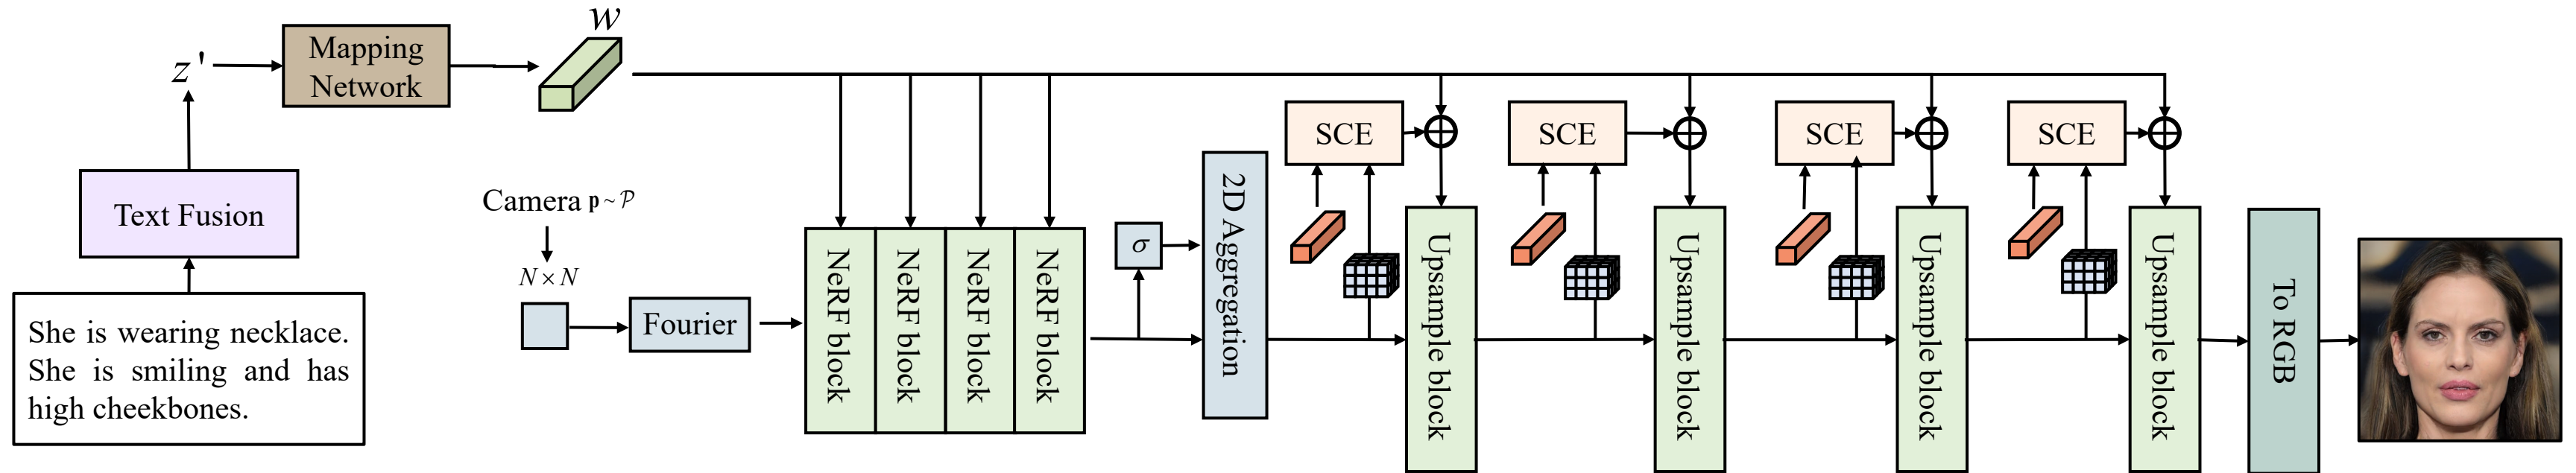 w
z'
Mapping
Network
Text Fusion
She is wearing necklace.
She is smiling and has
high cheekbones.
Camera p ~ 𝒫
N × N
Fourier
NeRF block
NeRF block
NeRF block
NeRF block
σ
2D Aggregation
SCE
SCE
SCE
SCE
Upsample block
Upsample block
Upsample block
Upsample block
To RGB